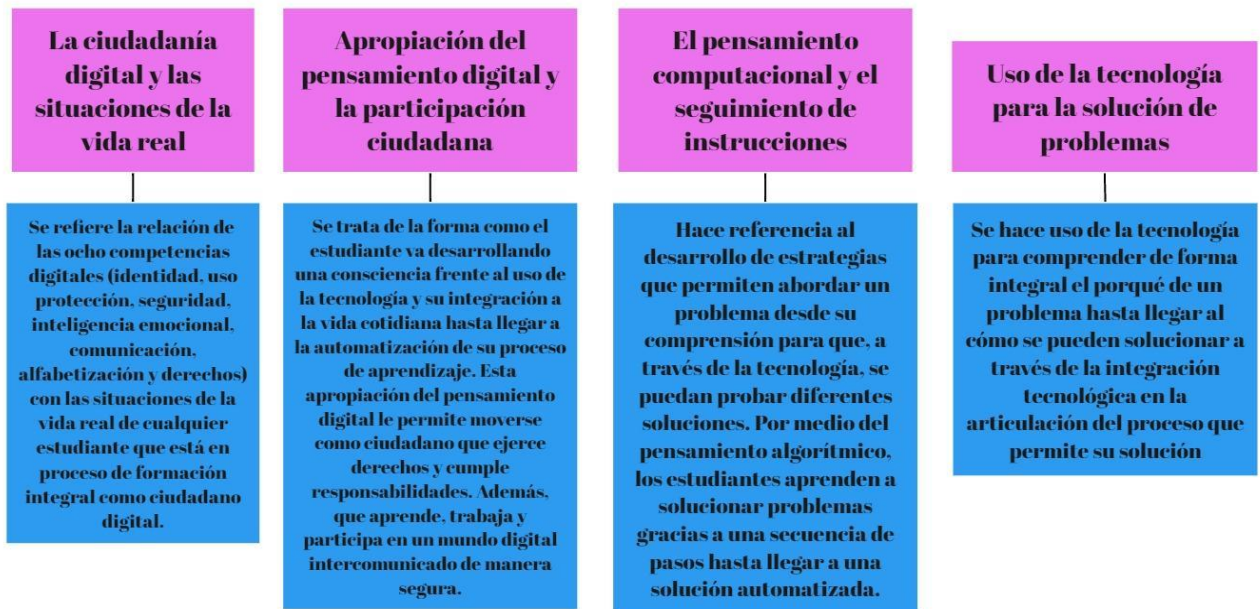 La ciudadanía
digital y las
situaciones de la
vida real
Se refiere la relación de
las ocho competencias
digitales (identidad, uso
protección, seguridad,
inteligencia emocional,
comunicación,
alfabetización y derechos)
con las situaciones de la
vida real de cualquier
estudiante que está en
proceso de formación
integral como ciudadano
digital.
Apropiación del
pensamiento digital y
la participación
ciudadana
Se trata de la forma como el
estudiante va desarrollando
una consciencia frente al uso de
la tecnología y su integración a
la vida cotidiana hasta llegar a
la automatización de su proceso
de aprendizaje. Esta
apropiación del pensamiento
digital le permite moverse
como ciudadano que ejerce
derechos y cumple
responsabilidades. Además,
que aprende, trabaja y
participa en un mundo digital
intercomunicado de manera
segura.
El pensamiento
computacional y el
seguimiento de
instrucciones
Hace referencia al
desarrollo de estrategias
que permiten abordar un
problema desde su
comprensión para que, a
través de la tecnología, se
puedan probar diferentes
soluciones. Por medio del
pensamiento algorítmico,
los estudiantes aprenden a
solucionar problemas
gracias a una secuencia de
pasos hasta llegar a una
solución automatizada.
Uso de la tecnología
para la solución de
problemas
Se hace uso de la tecnología
para comprender de forma
integral el porqué de un
problema hasta llegar al
cómo se pueden solucionar a
través de la integración
tecnológica en la
articulación del proceso que
permite su solución